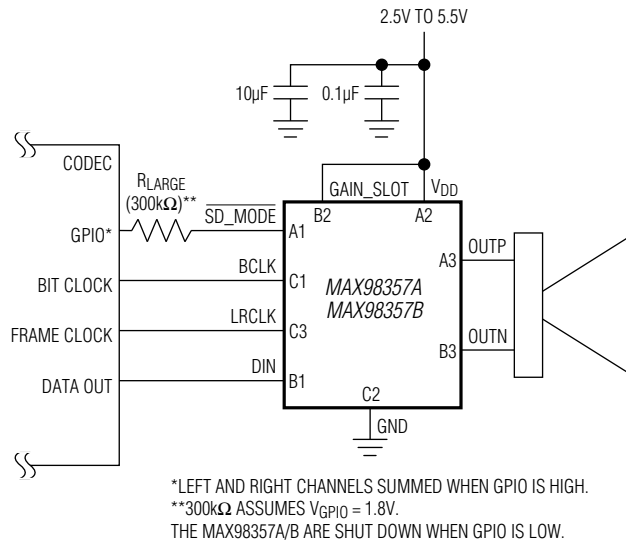 2.5V TO 5.5V
10µF
0.1µF
CODEC
RLARGE
(300kΩ)**
SD_MODE
GAIN_SLOT
VDD
B2
A2
GPIO*
A1
BCLK
BIT CLOCK
C1
MAX98357A
MAX98357B
A3
OUTP
LRCLK
FRAME CLOCK
C3
B3
OUTN
DIN
DATA OUT
B1
C2
GND
*LEFT AND RIGHT CHANNELS SUMMED WHEN GPIO IS HIGH.
**300kΩ ASSUMES VGPIO = 1.8V.
THE MAX98357A/B ARE SHUT DOWN WHEN GPIO IS LOW.